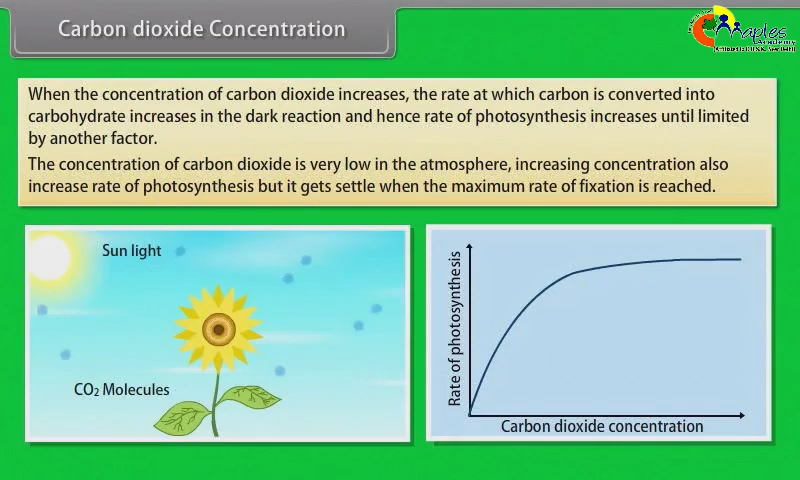 Carbon dioxide Concentration
aples
Academy
When the concentration of carbon dioxide increases, the rate at which carbon is converted into
carbohydrate increases in the dark reaction and hence rate of photosynthesis increases until limited
by another factor.
The concentration of carbon dioxide is very low in the atmosphere, increasing concentration also
increase rate of photosynthesis but it gets settle when the maximum rate of fixation is reached.
Sun light
CO₂ Molecules
Rate of photosynthesis
Carbon dioxide concentration